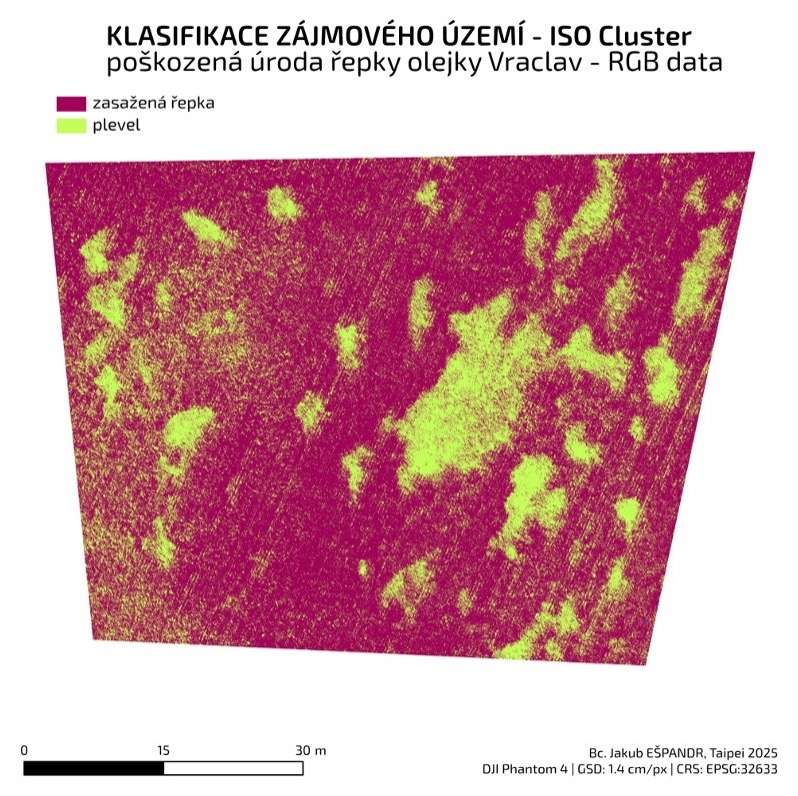 KLASIFIKACE ZÁJMOVÉHO ÚZEMÍ - ISO Cluster
poškozená úroda řepky olejky Vraclav - RGB data
zasažená řepka
plevel
0 15 30 m
Bc. Jakub EŠPANDR, Taipei 2025
DJI Phantom 4 | GSD: 1.4 cm/px | CRS: EPSG:32633